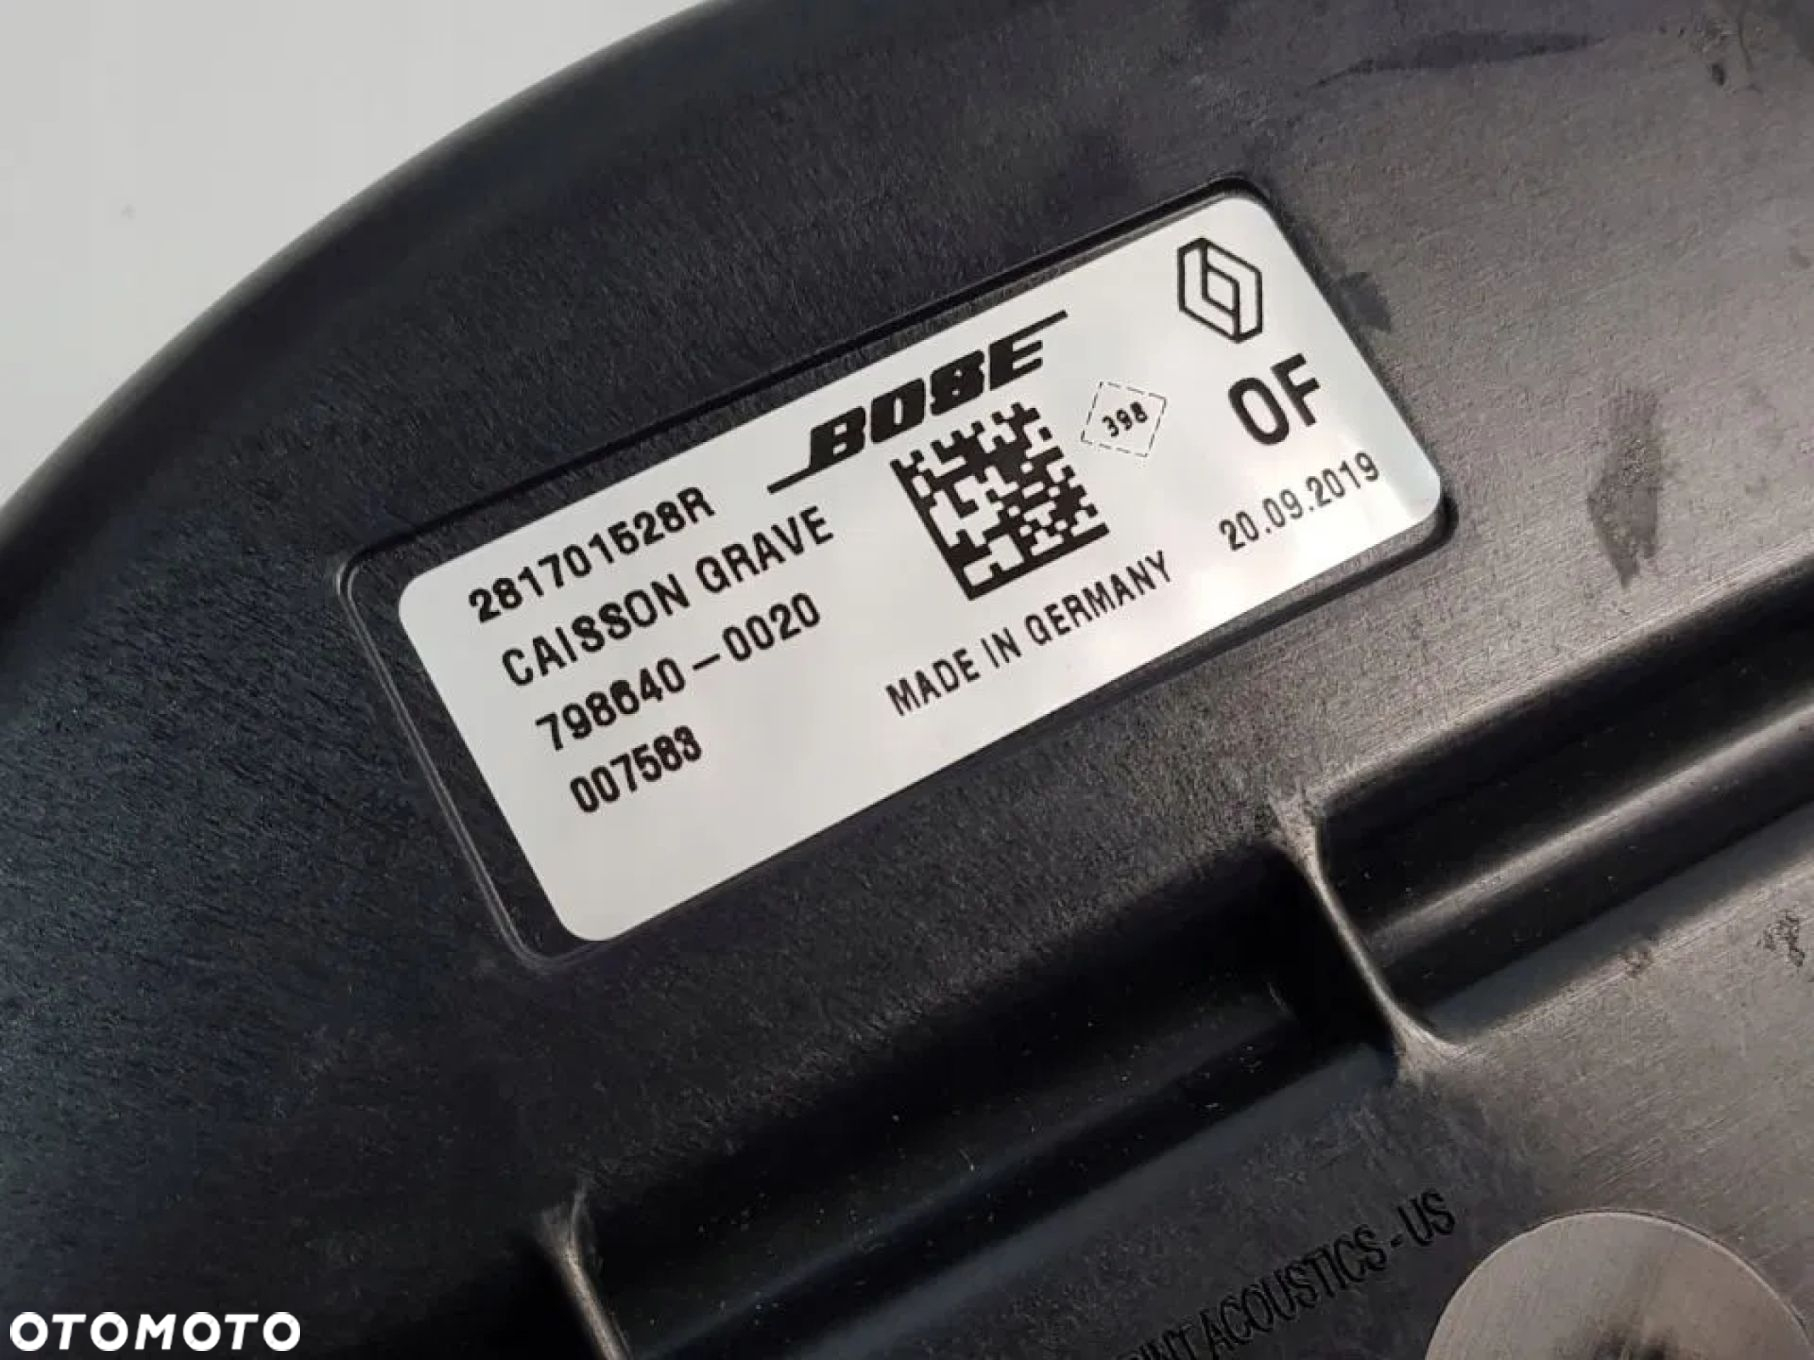 BOSE
281701528R
CAISSON GRAVE
798640-0020
007583
398
OF
20.09.2019
MADE IN GERMANY
ACOUSTICS - US
OTOMOTO